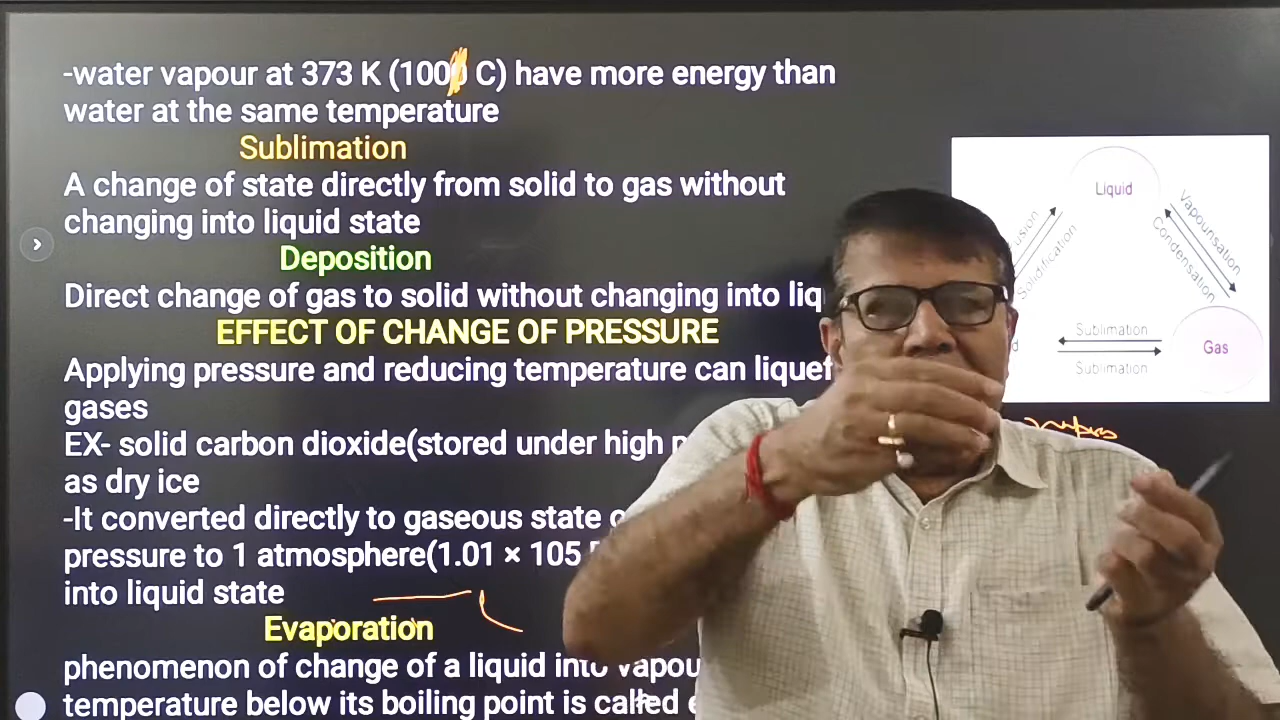 -water vapour at 373 K (1000 C) have more energy than
water at the same temperature
Sublimation
A change of state directly from solid to gas without
changing into liquid state
Deposition
Direct change of gas to solid without changing into liq
EFFECT OF CHANGE OF PRESSURE
Applying pressure and reducing temperature can liquef
gases
EX- solid carbon dioxide(stored under high
as dry ice
-It converted directly to gaseous state
pressure to 1 atmosphere(1.01 × 105
into liquid state
Evaporation
phenomenon of change of a liquid into vapou
temperature below its boiling point is called
Liquid
Vapounsation
Condensation
Solidification
Sublimation
Sublimation
Gas